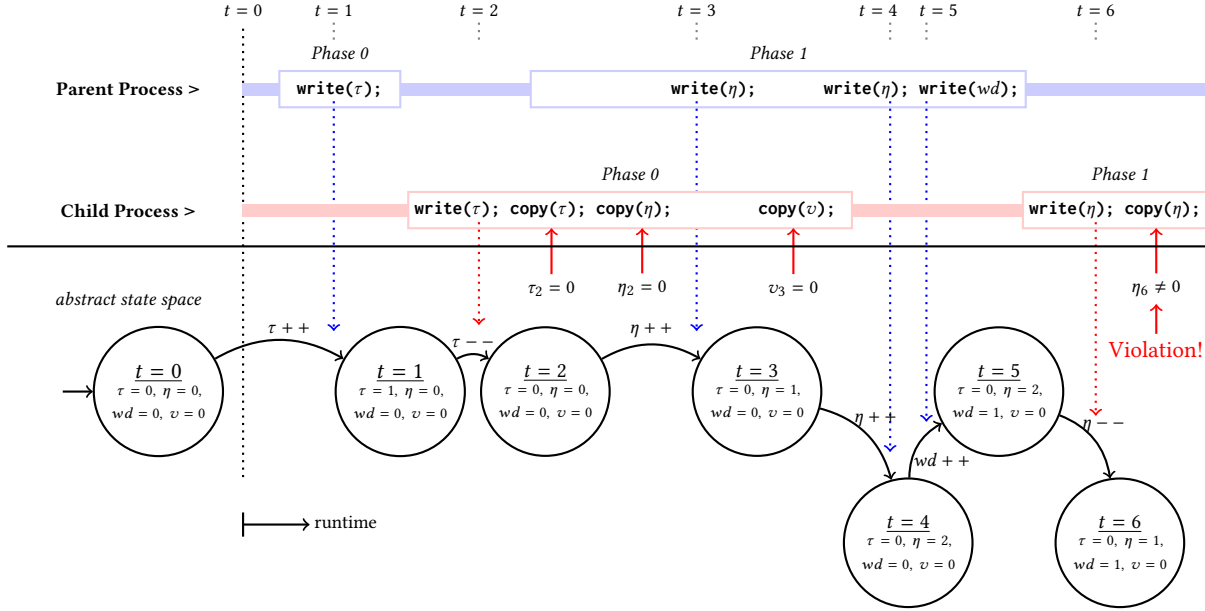 t = 0 t = 1 t = 2 t = 3 t = 4 t = 5 t = 6
Phase 0 Phase 1
Parent Process > write(τ); write(η); write(η); write(wd);
Phase 0 Phase 1
Child Process > write(τ); copy(τ); copy(η); copy(υ); write(η); copy(η);
τ₂ = 0 η₂ = 0 υ₃ = 0 η₆ ≠ 0
abstract state space
τ++ τ−− η++ Violation!
t = 0
τ = 0, η = 0,
wd = 0, υ = 0
t = 1
τ = 1, η = 0,
wd = 0, υ = 0
t = 2
τ = 0, η = 0,
wd = 0, υ = 0
t = 3
τ = 0, η = 1,
wd = 0, υ = 0
t = 5
τ = 0, η = 2,
wd = 1, υ = 0
η++ η−−
wd++
runtime
t = 4
τ = 0, η = 2,
wd = 0, υ = 0
t = 6
τ = 0, η = 1,
wd = 1, υ = 0